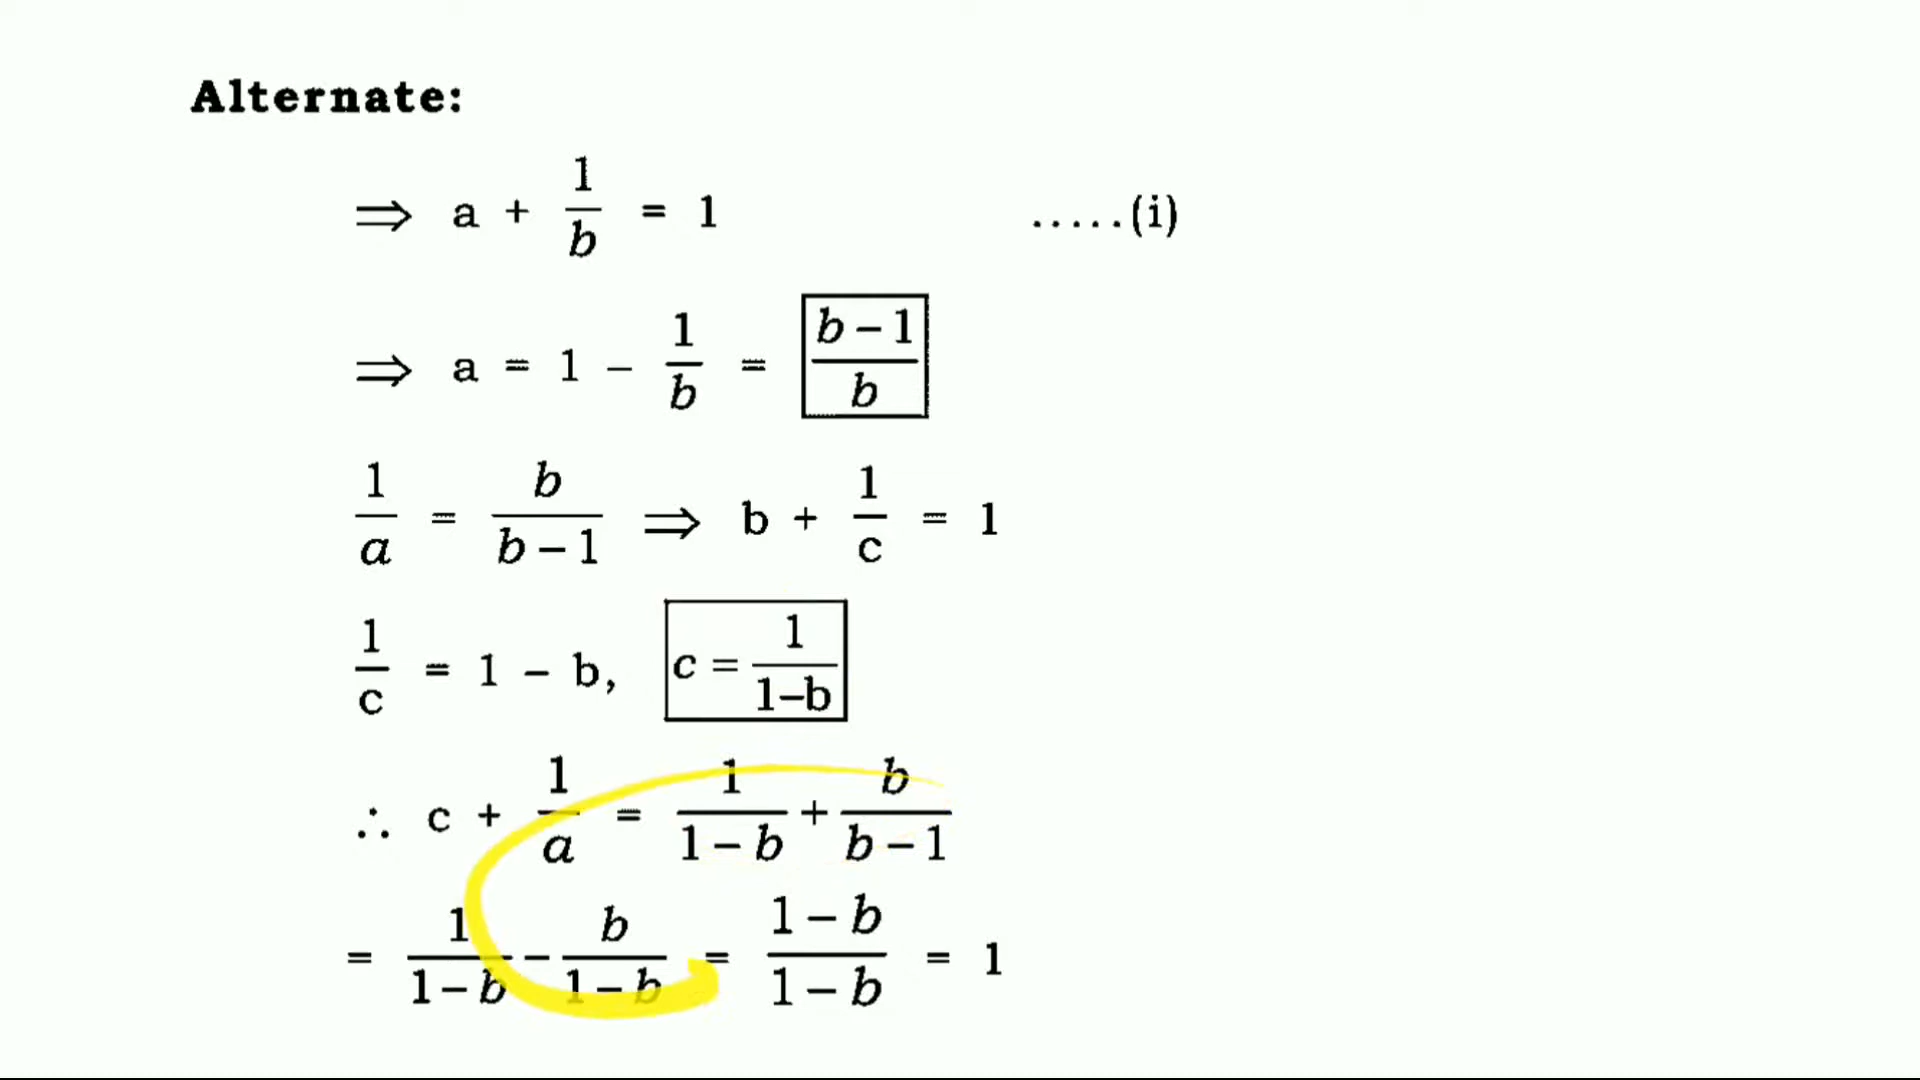 Alternate:
⇒ a + 1/b = 1 .....(i)
⇒ a = 1 – 1/b = b – 1/b
1/a = b/b – 1 ⇒ b + 1/c = 1
1/c = 1 – b, c = 1/1–b
∴ c + 1/a = 1/1 – b + b/b – 1
= 1/1 – b – b/1 – b = 1 – b/1 – b = 1